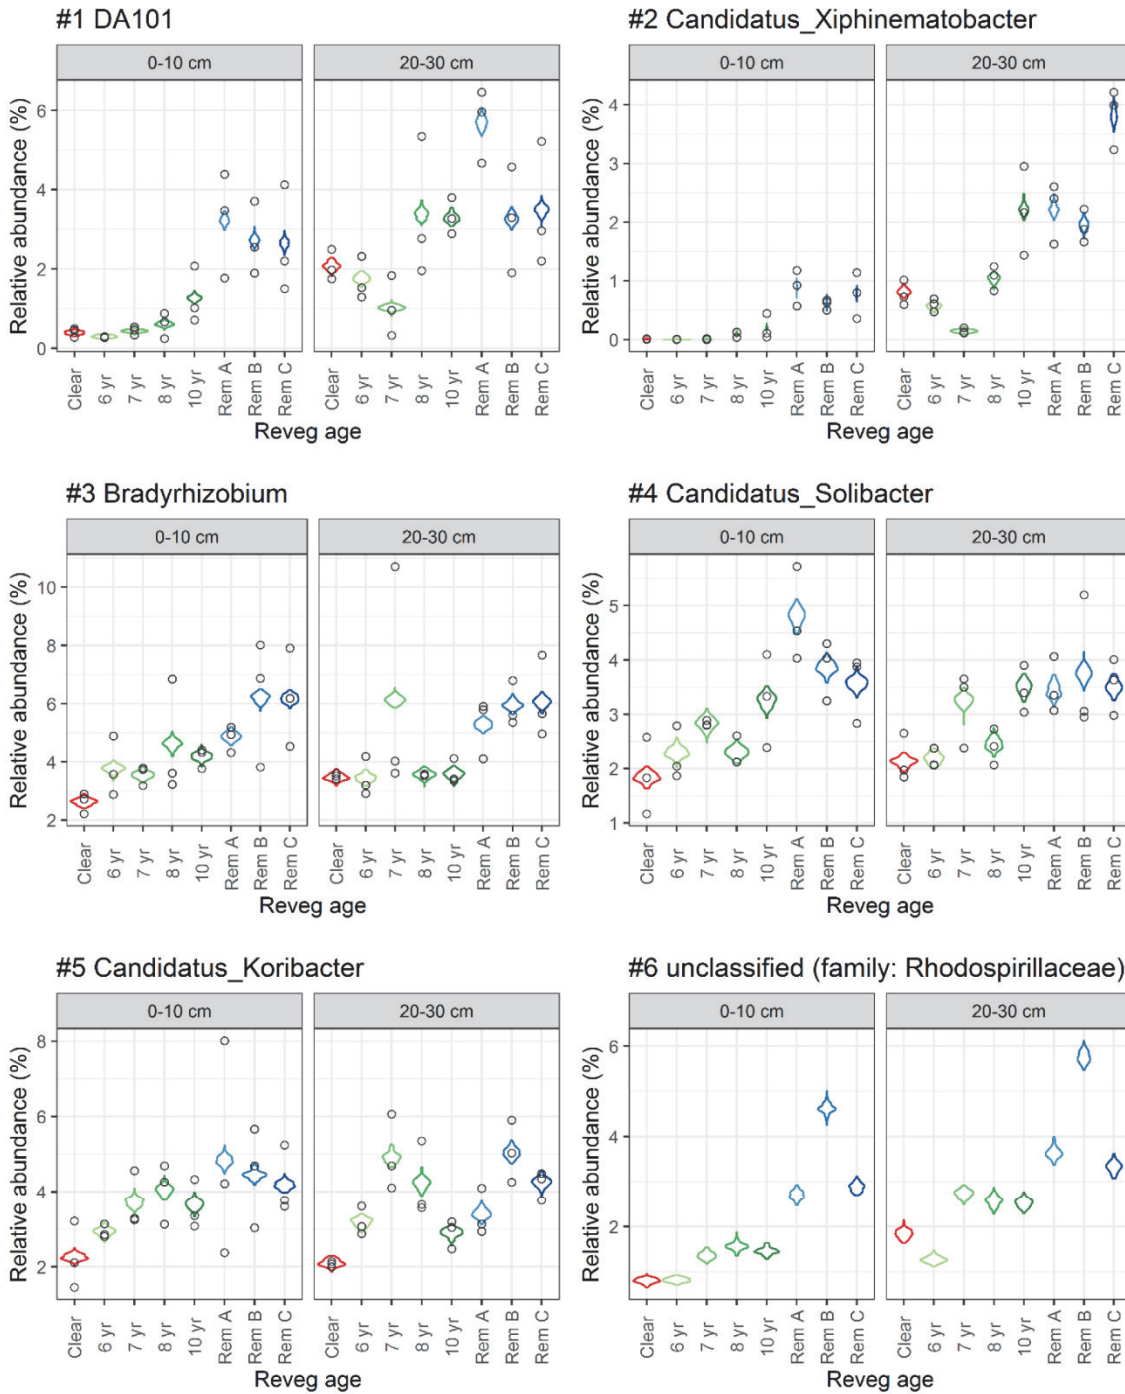 #1 DA101
#2 Candidatus_Xiphinematobacter
0-10 cm
20-30 cm
0-10 cm
20-30 cm
Relative abundance (%)
6
4
2
0
Relative abundance (%)
4
3
2
1
0
Clear
6 yr
7 yr
8 yr
10 yr
Rem A
Rem B
Rem C
Clear
6 yr
7 yr
8 yr
10 yr
Rem A
Rem B
Rem C
Reveg age
Clear
6 yr
7 yr
8 yr
10 yr
Rem A
Rem B
Rem C
Clear
6 yr
7 yr
8 yr
10 yr
Rem A
Rem B
Rem C
Reveg age
#3 Bradyrhizobium
#4 Candidatus_Solibacter
0-10 cm
20-30 cm
0-10 cm
20-30 cm
Relative abundance (%)
10
8
6
4
2
Relative abundance (%)
5
4
3
2
1
Clear
6 yr
7 yr
8 yr
10 yr
Rem A
Rem B
Rem C
Clear
6 yr
7 yr
8 yr
10 yr
Rem A
Rem B
Rem C
Reveg age
Clear
6 yr
7 yr
8 yr
10 yr
Rem A
Rem B
Rem C
Clear
6 yr
7 yr
8 yr
10 yr
Rem A
Rem B
Rem C
Reveg age
#5 Candidatus_Koribacter
#6 unclassified (family: Rhodospirillaceae)
0-10 cm
20-30 cm
0-10 cm
20-30 cm
Relative abundance (%)
8
6
4
2
Relative abundance (%)
6
4
2
Clear
6 yr
7 yr
8 yr
10 yr
Rem A
Rem B
Rem C
Clear
6 yr
7 yr
8 yr
10 yr
Rem A
Rem B
Rem C
Reveg age
Clear
6 yr
7 yr
8 yr
10 yr
Rem A
Rem B
Rem C
Clear
6 yr
7 yr
8 yr
10 yr
Rem A
Rem B
Rem C
Reveg age